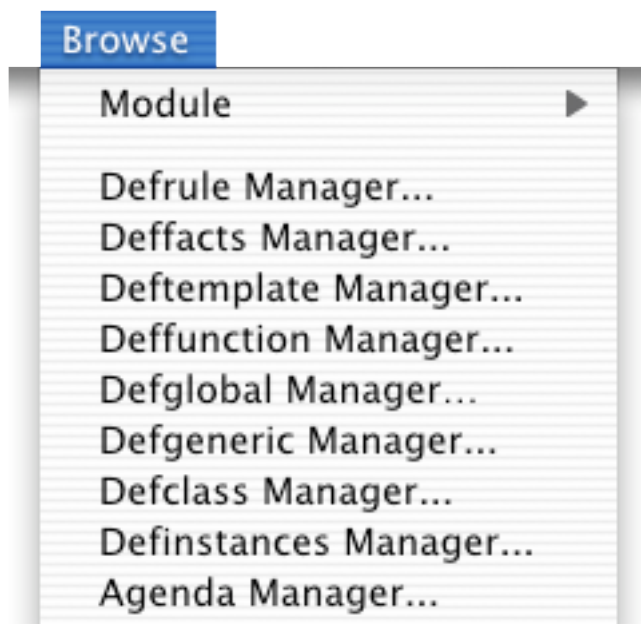 Browse
Module
Defrule Manager...
Deffacts Manager...
Deftemplate Manager...
Deffunction Manager...
Defglobal Manager...
Defgeneric Manager...
Defclass Manager...
Definstances Manager...
Agenda Manager...